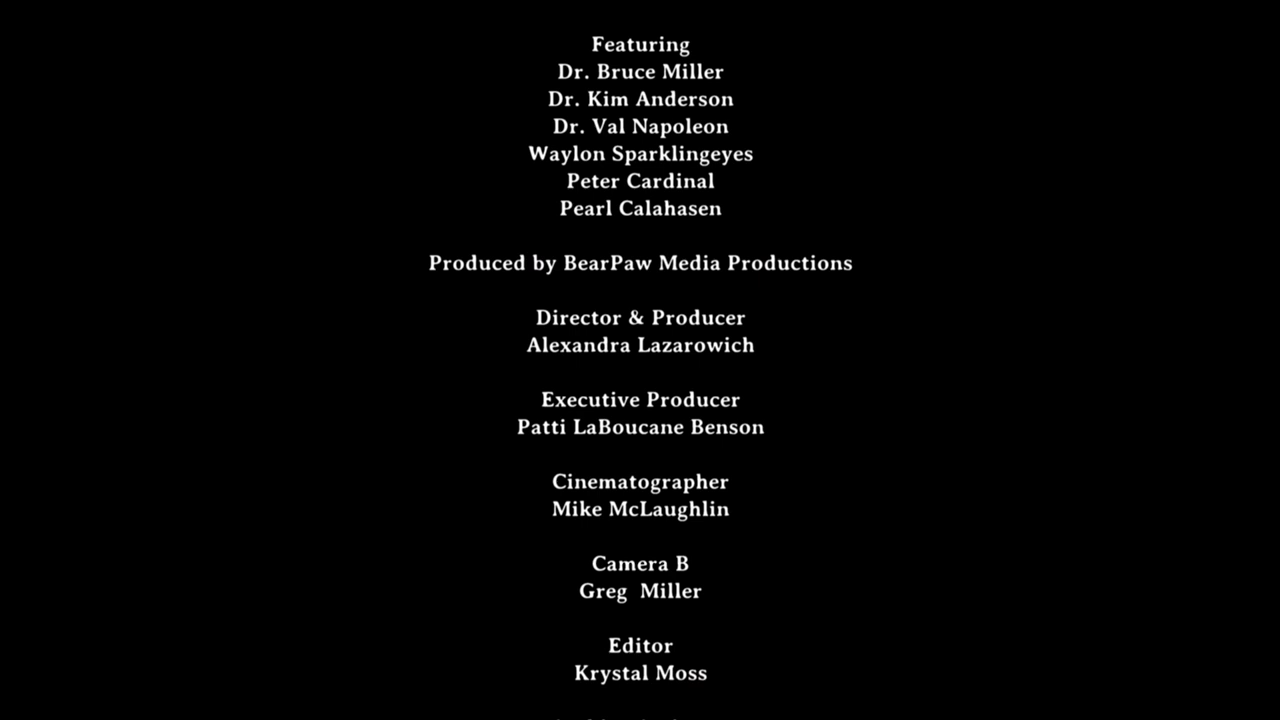 Featuring
Dr. Bruce Miller
Dr. Kim Anderson
Dr. Val Napoleon
Waylon Sparklingeyes
Peter Cardinal
Pearl Calahasen
Produced by BearPaw Media Productions
Director & Producer
Alexandra Lazarowich
Executive Producer
Patti LaBoucane Benson
Cinematographer
Mike McLaughlin
Camera B
Greg  Miller
Editor
Krystal Moss